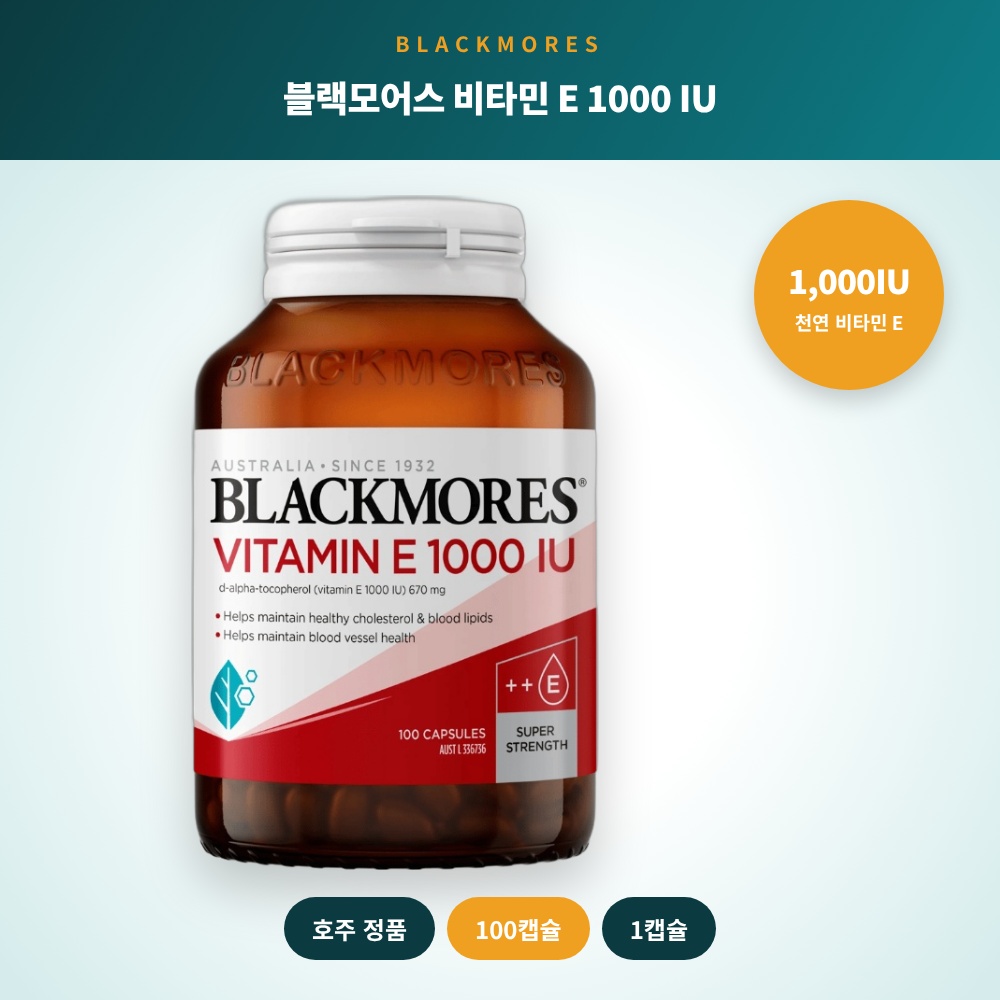 BLACKMORES
블랙모어스 비타민 E 1000 IU
1,000IU
천연 비타민 E
BLACKMORES
AUSTRALIA • SINCE 1932
BLACKMORES®
VITAMIN E 1000 IU
d-alpha-tocopherol (vitamin E 1000 IU) 670 mg
• Helps maintain healthy cholesterol & blood lipids
• Helps maintain blood vessel health
++ E
100 CAPSULES
AUST L 336736
SUPER
STRENGTH
호주 정품
100캡슐
1캡슐